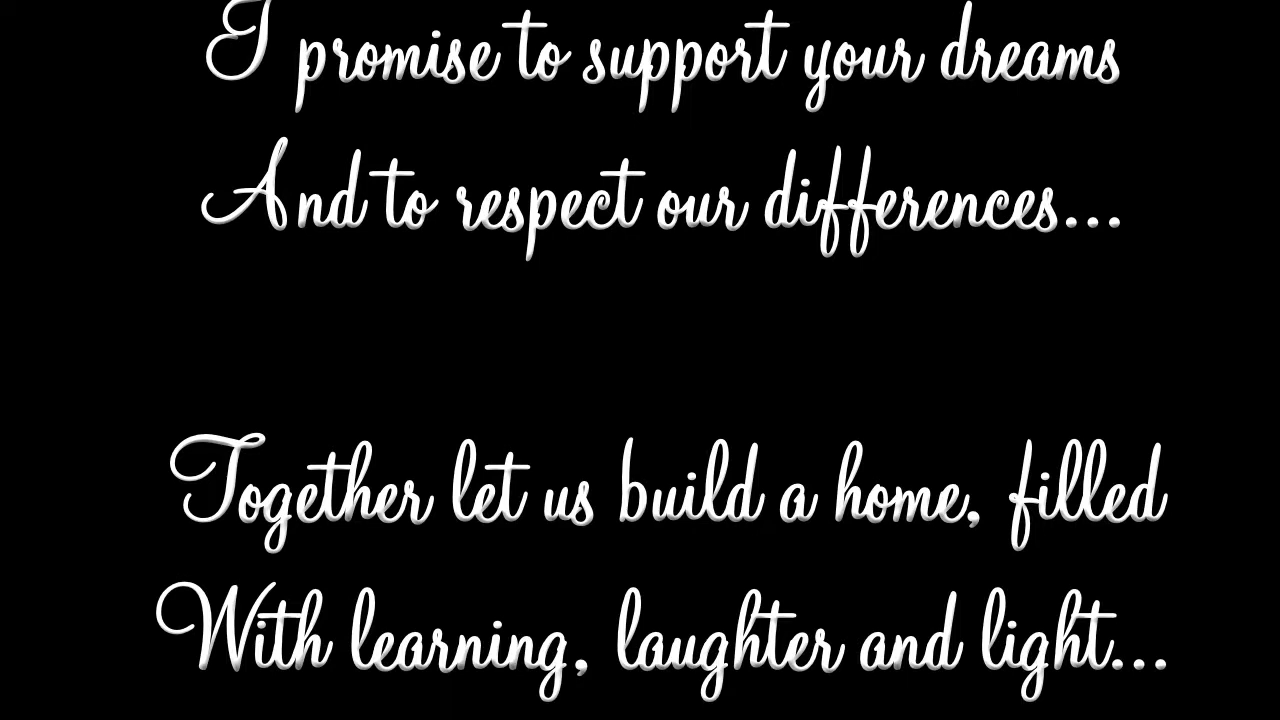 I promise to support your dreams
And to respect our differences...
Together let us build a home, filled
With learning, laughter and light...